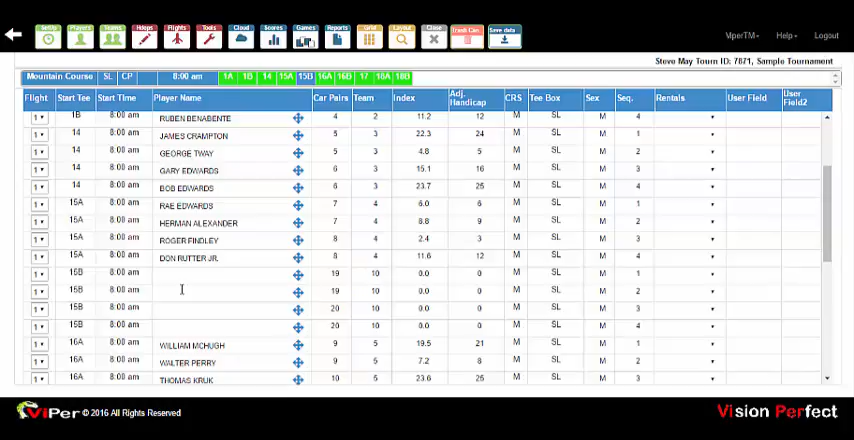 SetUp Players Teams Hdcps Flights Tools Cloud Scores Games Reports Grid Layout Close Trash Can Save data
ViperTM Help Logout
Steve May Tourn ID: 7871, Sample Tournament
Mountain Course SL CP 8:00 am 1A 1B 14 15A 15B 16A 16B 17 18A 18B
Flight Start Tee Start Time Player Name Car Pairs Team Index Adj. Handicap CRS Tee Box Sex Seq. Rentals User Field User Field2
1 1B 8:00 am RUBEN BENABENTE 4 2 11.2 12 M SL M 4
1 14 8:00 am JAMES CRAMPTON 5 3 22.3 24 M SL M 1
1 14 8:00 am GEORGE TWAY 5 3 4.8 5 M SL M 2
1 14 8:00 am GARY EDWARDS 6 3 15.1 16 M SL M 3
1 14 8:00 am BOB EDWARDS 6 3 23.7 25 M SL M 4
1 15A 8:00 am RAE EDWARDS 7 4 6.0 6 M SL M 1
1 15A 8:00 am HERMAN ALEXANDER 7 4 8.8 9 M SL M 2
1 15A 8:00 am ROGER FINDLEY 8 4 2.4 3 M SL M 3
1 15A 8:00 am DON RUTTER JR. 8 4 11.6 12 M SL M 4
1 15B 8:00 am 19 10 0.0 0 M SL M 1
1 15B 8:00 am 19 10 0.0 0 M SL M 2
1 15B 8:00 am 20 10 0.0 0 M SL M 3
1 15B 8:00 am 20 10 0.0 0 M SL M 4
1 16A 8:00 am WILLIAM MCHUGH 9 5 19.5 21 M SL M 1
1 16A 8:00 am WALTER PERRY 9 5 7.2 8 M SL M 2
1 16A 8:00 am THOMAS KRUK 10 5 23.6 25 M SL M 3
ViPer © 2016 All Rights Reserved
Vision Perfect